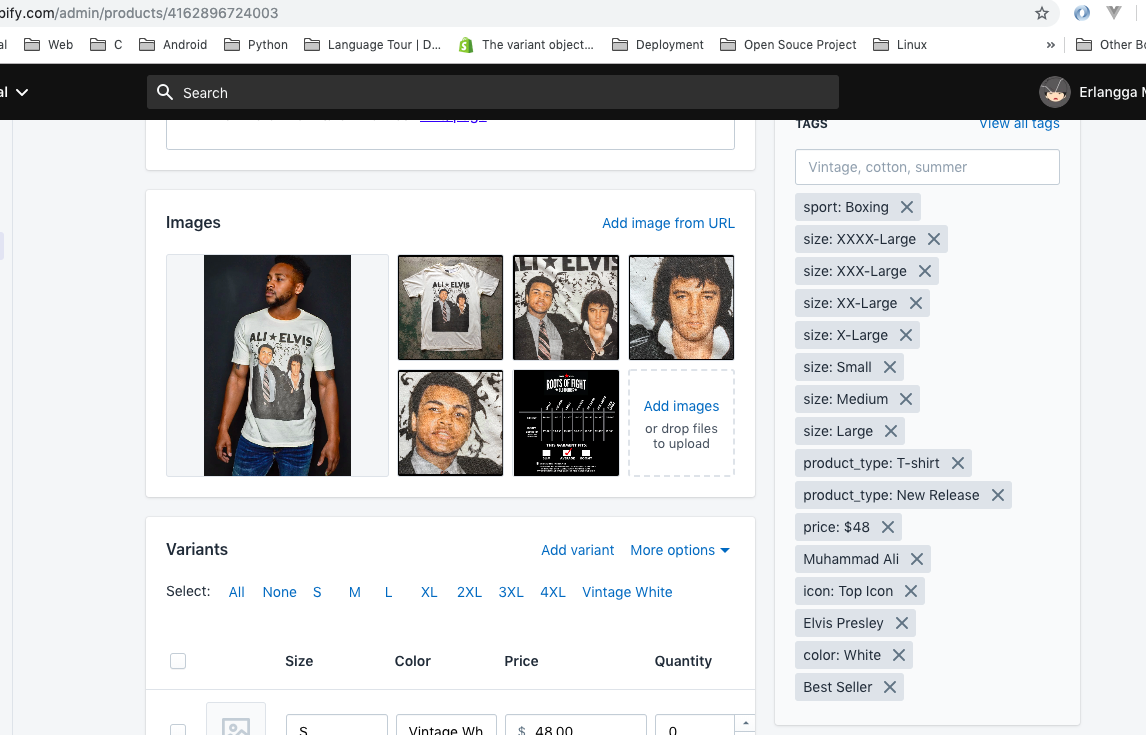 pify.com/admin/products/4162896724003
al Web C Android Python Language Tour | D... The variant object... Deployment Open Souce Project Linux » Other Bo
al Search Erlangga M
TAGS View all tags
Vintage, cotton, summer
sport: Boxing
size: XXXX-Large
size: XXX-Large
size: XX-Large
size: X-Large
size: Small
size: Medium
size: Large
product_type: T-shirt
product_type: New Release
price: $48
Muhammad Ali
icon: Top Icon
Elvis Presley
color: White
Best Seller
Images Add image from URL
ALI★ELVIS
ALI★ELVIS
ALI★ELVIS
ROOTS OF FIGHT
THIS GARMENT FITS:
Add images
or drop files
to upload
Variants Add variant More options
Select: All None S M L XL 2XL 3XL 4XL Vintage White
Size Color Price Quantity
S Vintage Wh $ 48.00 0